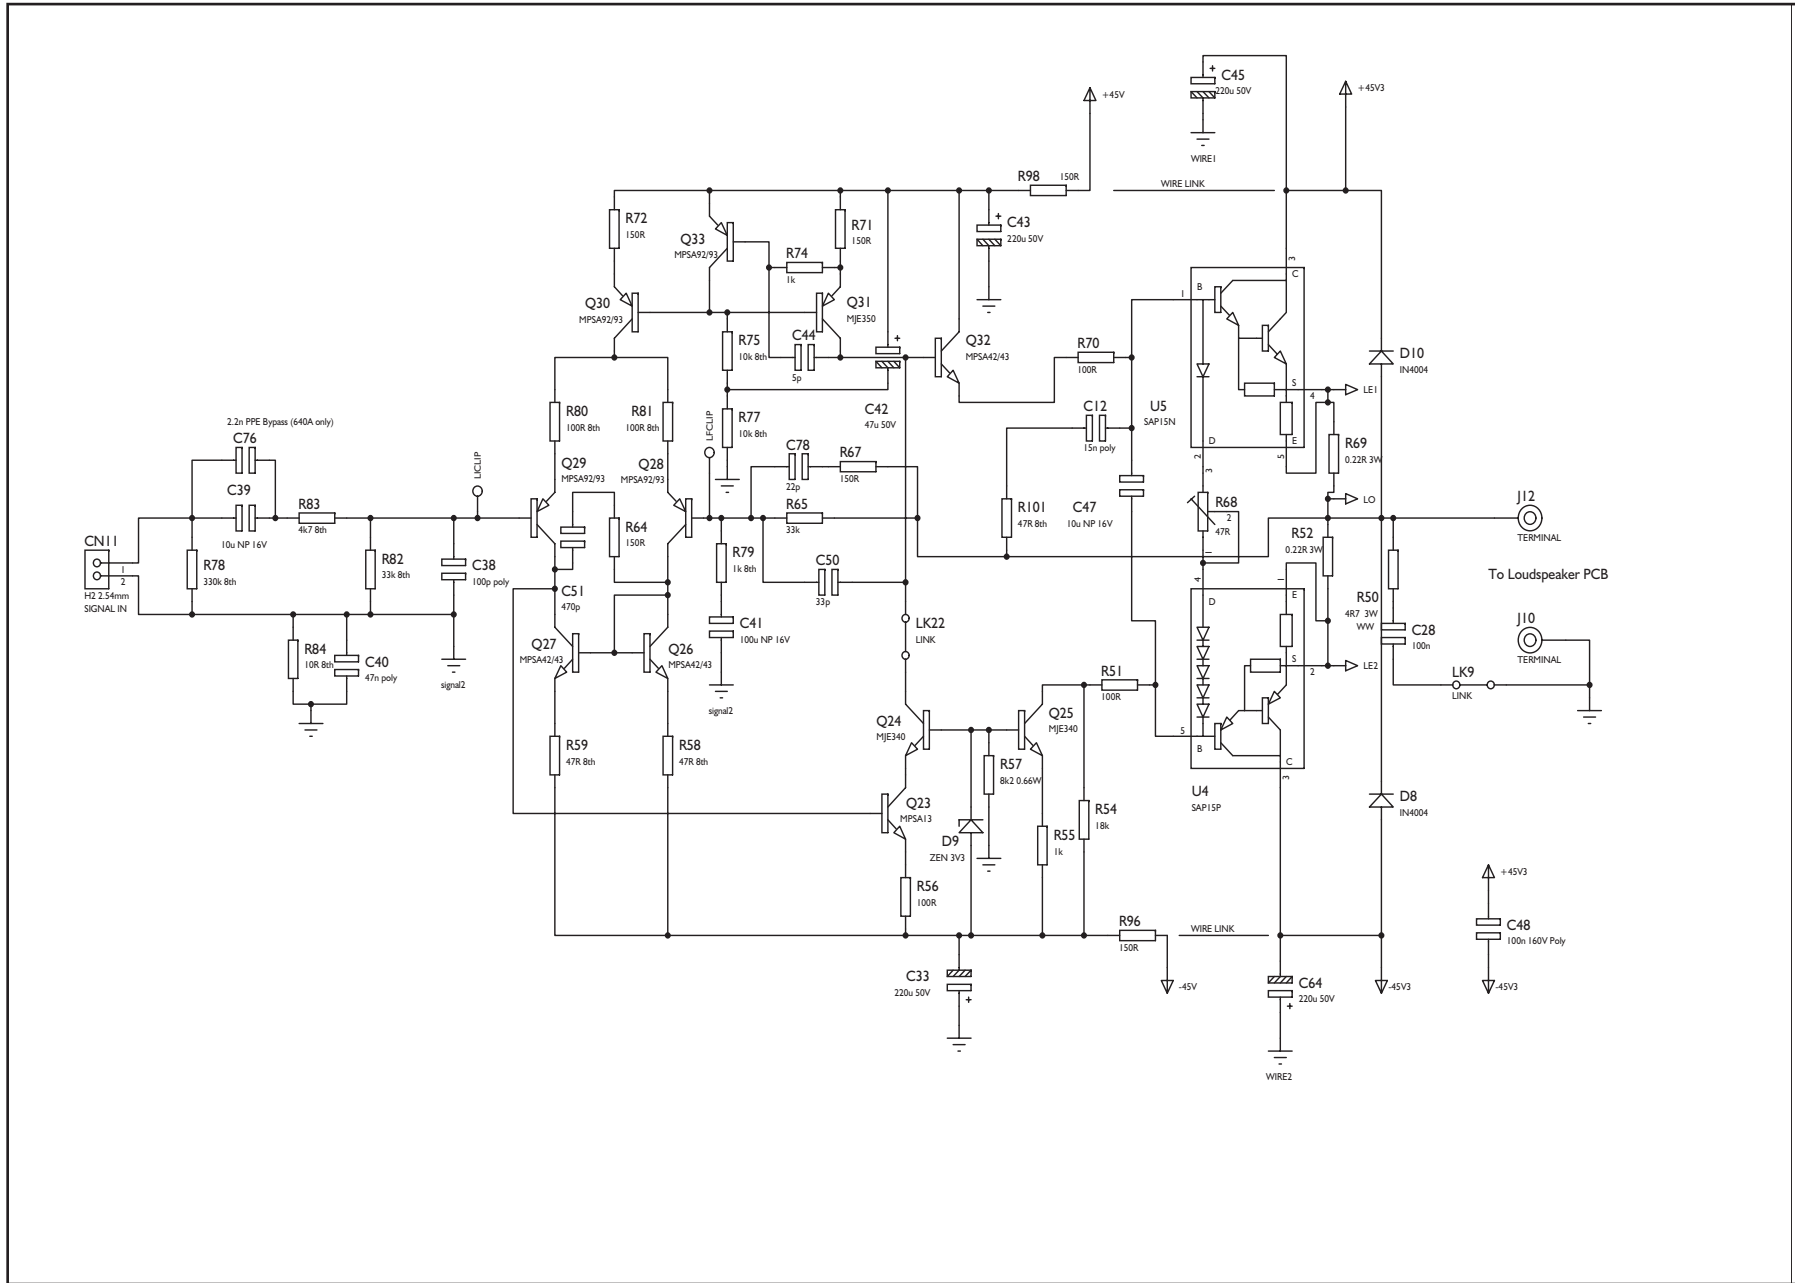 C45
220u 50V
WIRE1
+45V
+45V3
R98
150R
WIRE LINK
R72
150R
Q33
MPSA92/93
R71
150R
R74
1k
C43
220u 50V
Q30
MPSA92/93
Q31
MJE350
R75
10k 8th
C44
5p
Q32
MPSA42/43
R70
100R
3
C
B
1
D10
1N4004
S
4
LE1
R80
100R 8th
R81
100R 8th
R77
10k 8th
LFCLIP
C42
47u 50V
C12
15n poly
U5
SAP15N
D
2
E
5
R69
0.22R 3W
2.2n PPE Bypass (640A only)
C76
C39
10u NP 16V
R83
4k7 8th
LICLIP
Q29
MPSA92/93
Q28
MPSA92/93
C78
22p
R67
150R
R65
33k
R101
47R 8th
C47
10u NP 16V
3
R68
2
47R
1
LO
J12
TERMINAL
CN11
1
2
H2 2.54mm
SIGNAL IN
R78
330k 8th
R82
33k 8th
C38
100p poly
R64
150R
R79
1k 8th
C50
33p
R52
0.22R 3W
To Loudspeaker PCB
C51
470p
4
D
1
E
R50
4R7 3W
WW
C28
100n
J10
TERMINAL
R84
10R 8th
C40
47n poly
signal2
Q27
MPSA42/43
Q26
MPSA42/43
C41
100u NP 16V
signal2
LK22
LINK
S
2
LE2
LK9
LINK
R51
100R
Q24
MJE340
Q25
MJE340
5
B
C
3
R59
47R 8th
R58
47R 8th
R57
8k2 0.66W
U4
SAP15P
D8
1N4004
Q23
MPSA13
D9
ZEN 3V3
R55
1k
R54
18k
R56
100R
+45V3
R96
150R
WIRE LINK
C48
100n 160V Poly
C33
220u 50V
-45V
C64
220u 50V
-45V3
-45V3
WIRE2